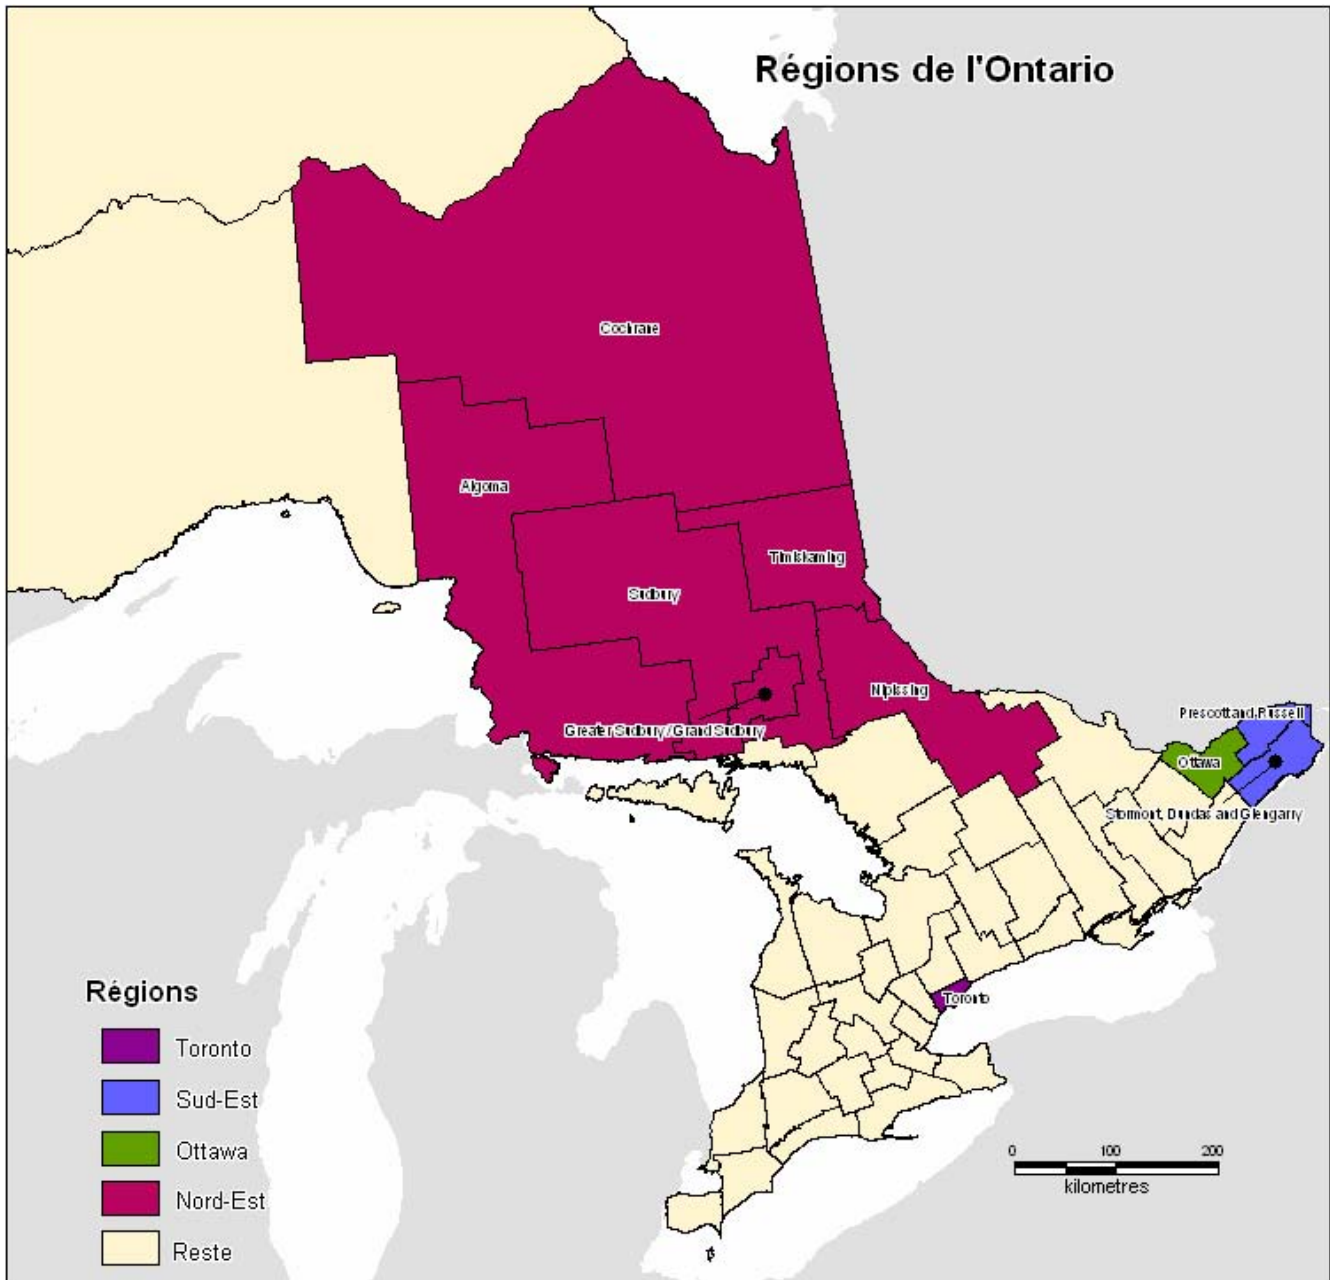 Régions de l'Ontario
Cochrane
Algoma
Timiskaming
Sudbury
Nipissing
Prescott and Russell
Greater Sudbury / Grand Sudbury
Ottawa
Stormont, Dundas and Glengarry
Toronto
Régions
Toronto
Sud-Est
Ottawa
Nord-Est
Reste
0 100 200
kilometres